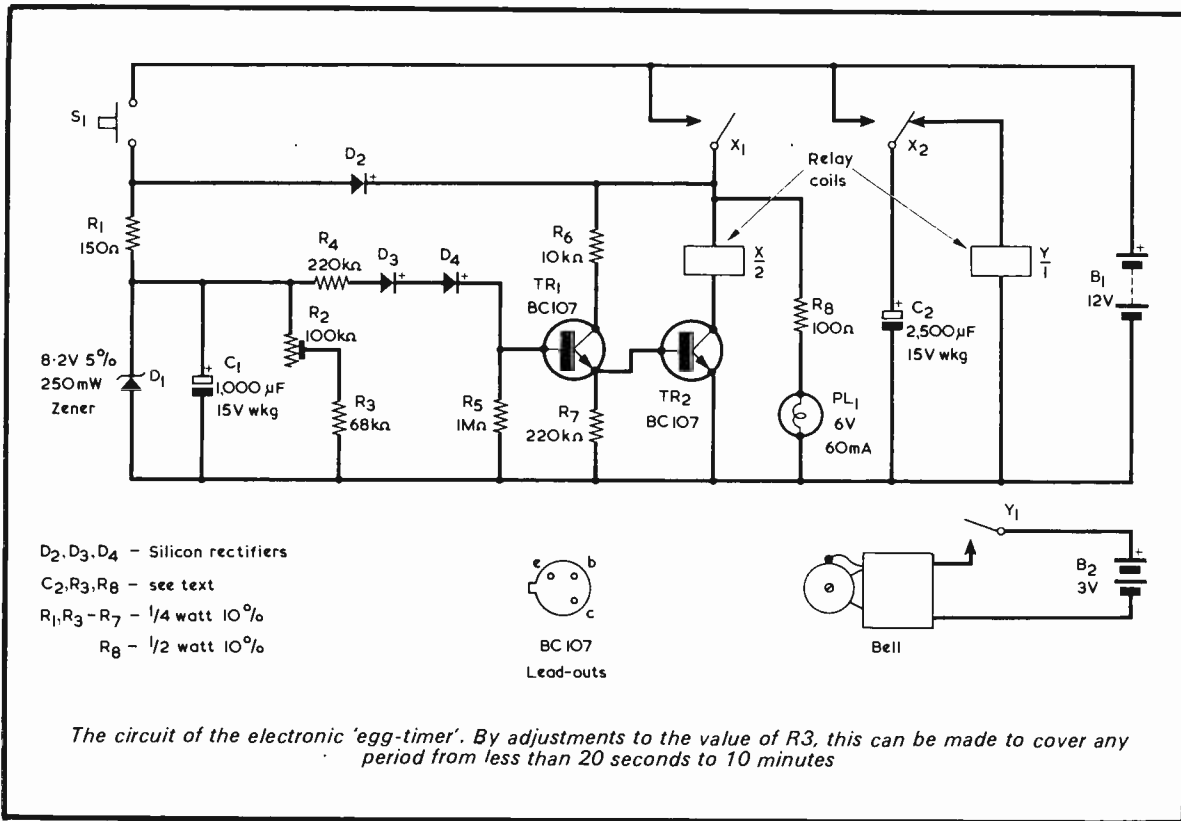 S1
D2
+
X1
Relay
coils
X2
R1
150Ω
R4
220kΩ
D3
+
D4
+
R6
10kΩ
TR1
BC107
X
2
Y
1
+
B1
12V
R2
100kΩ
R8
100Ω
+
C2
2,500µF
15V wkg
8·2V 5%
250mW
Zener
D1
+
C1
1,000µF
15V wkg
R3
68kΩ
R5
1MΩ
R7
220kΩ
TR2
BC107
PL1
6V
60mA
D2,D3,D4 – Silicon rectifiers
C2,R3,R8 – see text
R1,R3–R7 – 1/4 watt 10%
R8 – 1/2 watt 10%
e
b
c
BC107
Lead-outs
Y1
Bell
+
B2
3V
The circuit of the electronic 'egg-timer'. By adjustments to the value of R3, this can be made to cover any
period from less than 20 seconds to 10 minutes